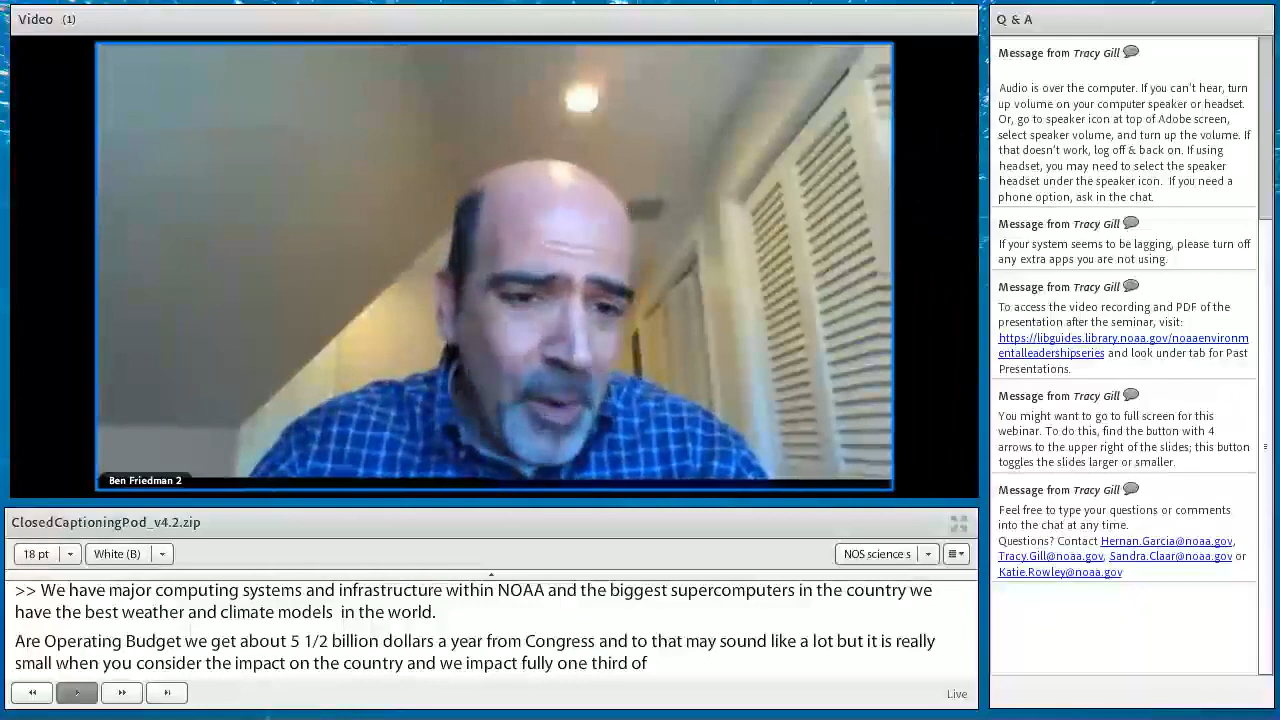 Video (1)
Ben Friedman 2
ClosedCaptioningPod_v4.2.zip
18 pt
White (B)
NOS science s
>> We have major computing systems and infrastructure within NOAA and the biggest supercomputers in the country we
have the best weather and climate models in the world.
Are Operating Budget we get about 5 1/2 billion dollars a year from Congress and to that may sound like a lot but it is really
small when you consider the impact on the country and we impact fully one third of
Live
Q & A
Message from Tracy Gill
Audio is over the computer. If you can't hear, turn
up volume on your computer speaker or headset.
Or, go to speaker icon at top of Adobe screen,
select speaker volume, and turn up the volume. If
that doesn't work, log off & back on. If using
headset, you may need to select the speaker
headset under the speaker icon. If you need a
phone option, ask in the chat.
Message from Tracy Gill
If your system seems to be lagging, please turn off
any extra apps you are not using.
Message from Tracy Gill
To access the video recording and PDF of the
presentation after the seminar, visit:
https://libguides.library.noaa.gov/noaaenvironm
entalleadershipseries and look under tab for Past
Presentations.
Message from Tracy Gill
You might want to go to full screen for this
webinar. To do this, find the button with 4
arrows to the upper right of the slides; this button
toggles the slides larger or smaller.
Message from Tracy Gill
Feel free to type your questions or comments
into the chat at any time.
Questions? Contact Hernan.Garcia@noaa.gov,
Tracy.Gill@noaa.gov, Sandra.Claar@noaa.gov or
Katie.Rowley@noaa.gov